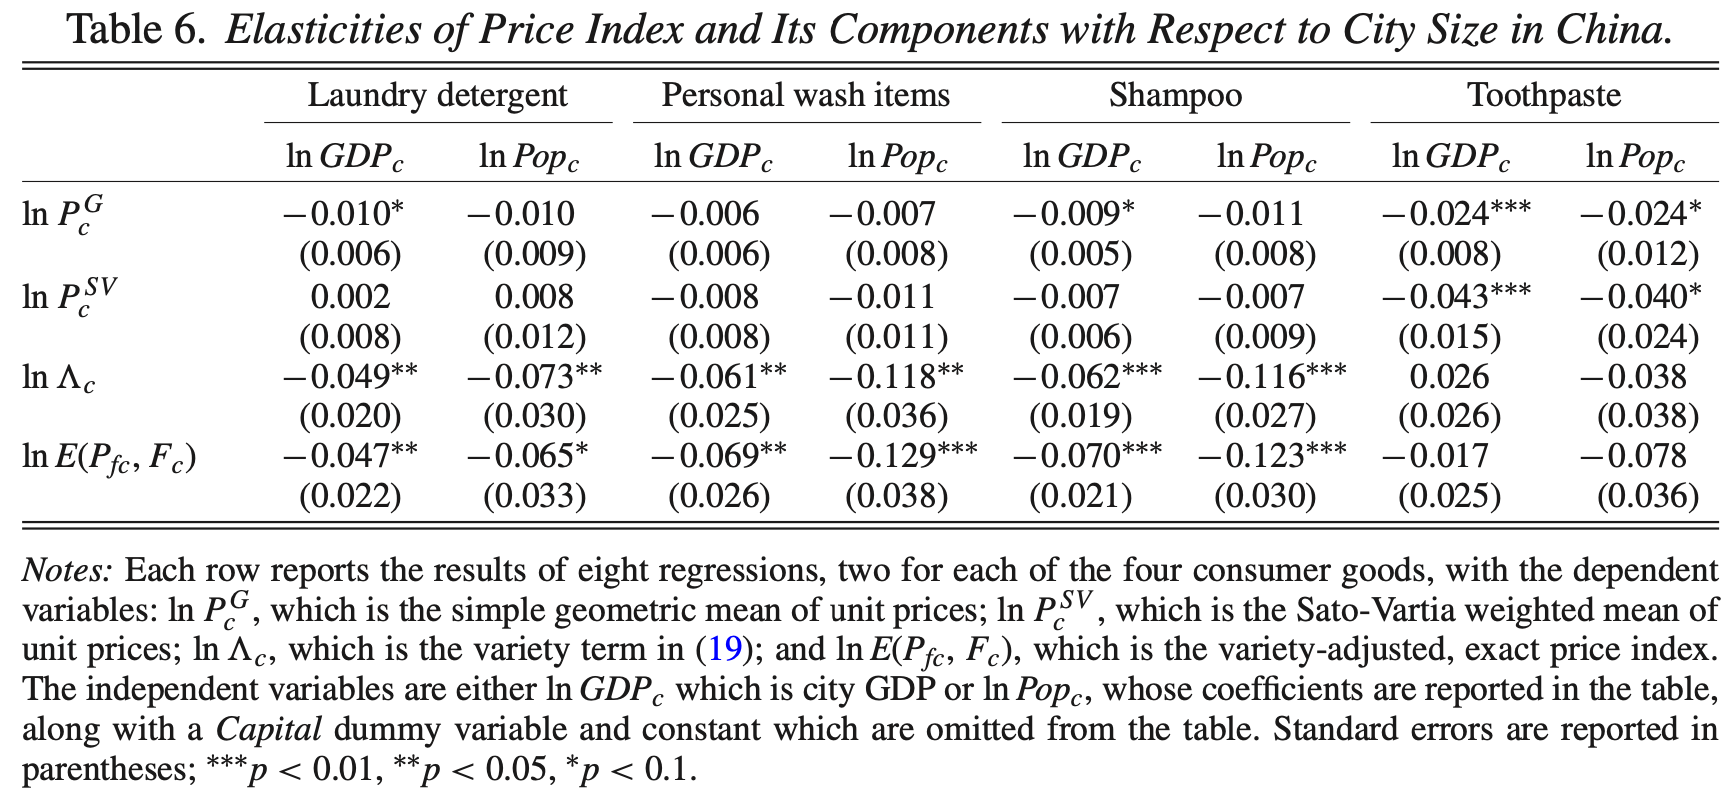 Table 6. Elasticities of Price Index and Its Components with Respect to City Size in China.
Laundry detergent Personal wash items Shampoo Toothpaste
ln GDP_c ln Pop_c ln GDP_c ln Pop_c ln GDP_c ln Pop_c ln GDP_c ln Pop_c
ln P_c^G −0.010* −0.010 −0.006 −0.007 −0.009* −0.011 −0.024*** −0.024*
(0.006) (0.009) (0.006) (0.008) (0.005) (0.008) (0.008) (0.012)
ln P_c^SV 0.002 0.008 −0.008 −0.011 −0.007 −0.007 −0.043*** −0.040*
(0.008) (0.012) (0.008) (0.011) (0.006) (0.009) (0.015) (0.024)
ln Λ_c −0.049** −0.073** −0.061** −0.118** −0.062*** −0.116*** 0.026 −0.038
(0.020) (0.030) (0.025) (0.036) (0.019) (0.027) (0.026) (0.038)
ln E(P_fc, F_c) −0.047** −0.065* −0.069** −0.129*** −0.070*** −0.123*** −0.017 −0.078
(0.022) (0.033) (0.026) (0.038) (0.021) (0.030) (0.025) (0.036)
Notes: Each row reports the results of eight regressions, two for each of the four consumer goods, with the dependent
variables: ln P_c^G, which is the simple geometric mean of unit prices; ln P_c^SV, which is the Sato-Vartia weighted mean of
unit prices; ln Λ_c, which is the variety term in (19); and ln E(P_fc, F_c), which is the variety-adjusted, exact price index.
The independent variables are either ln GDP_c which is city GDP or ln Pop_c, whose coefficients are reported in the table,
along with a Capital dummy variable and constant which are omitted from the table. Standard errors are reported in
parentheses; ***p < 0.01, **p < 0.05, *p < 0.1.